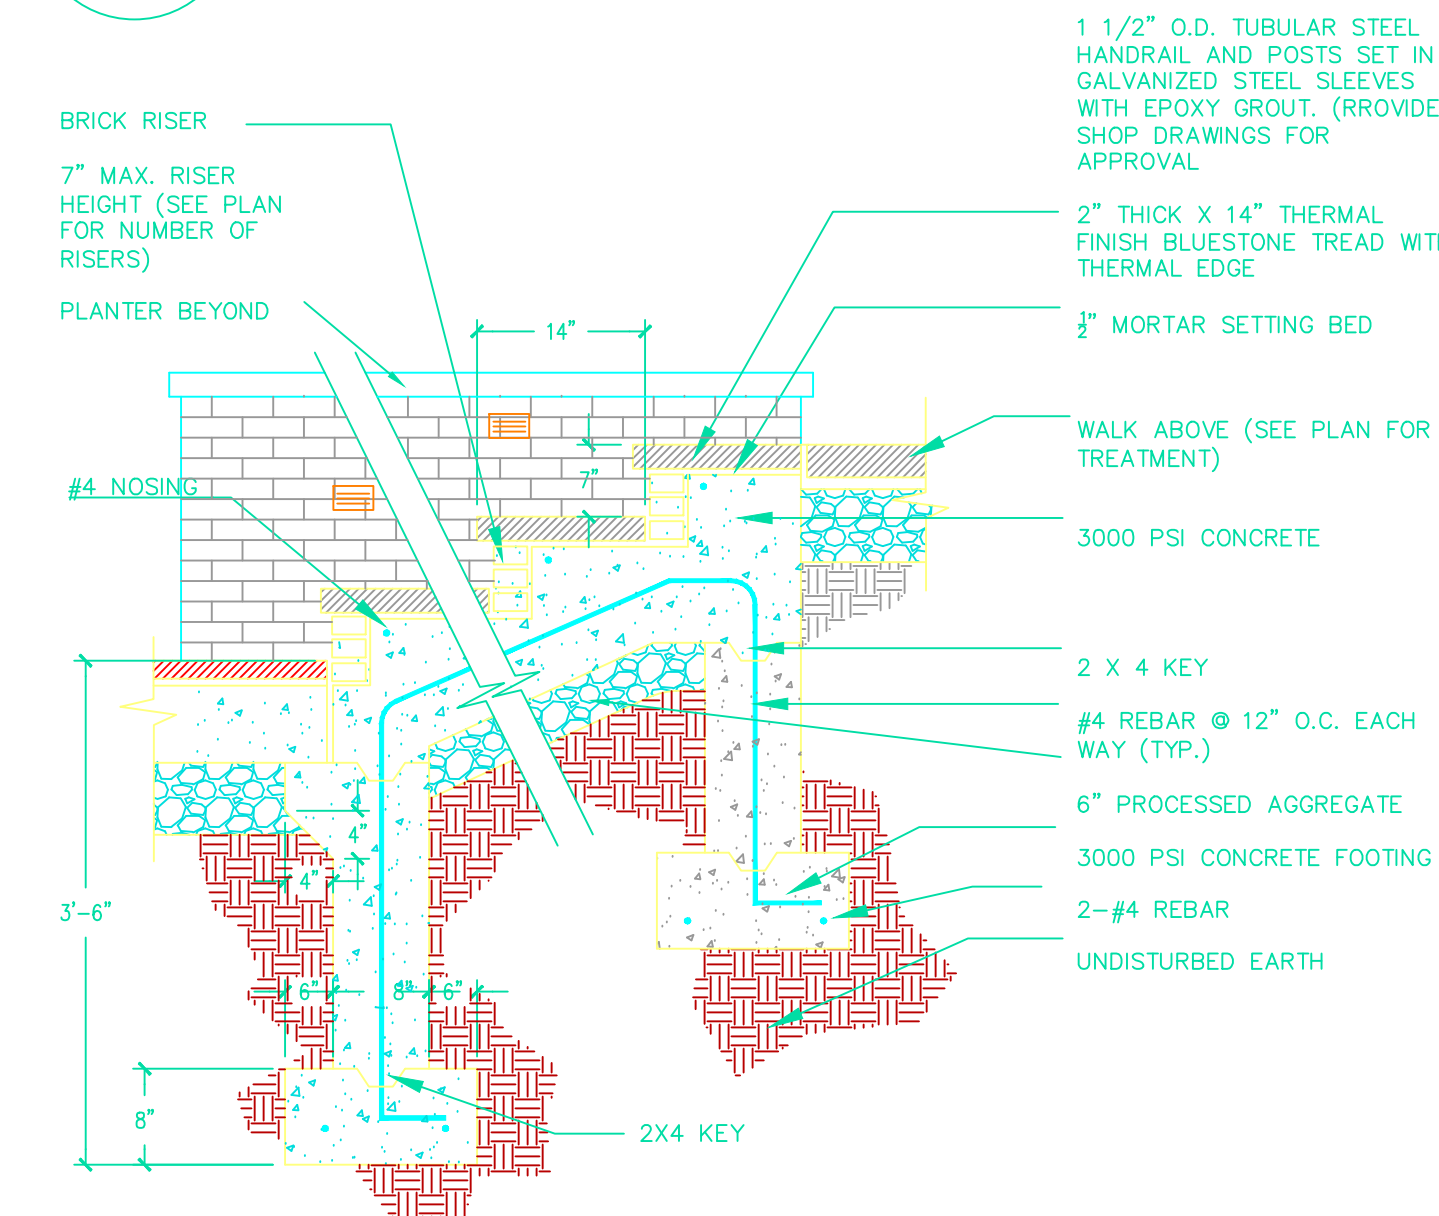 BRICK RISER
7" MAX. RISER
HEIGHT (SEE PLAN
FOR NUMBER OF
RISERS)
PLANTER BEYOND
#4 NOSING
14"
7"
4"
4"
3'-6"
6"
8"
6"
8"
2X4 KEY
1 1/2" O.D. TUBULAR STEEL
HANDRAIL AND POSTS SET IN
GALVANIZED STEEL SLEEVES
WITH EPOXY GROUT. (RROVIDE
SHOP DRAWINGS FOR
APPROVAL
2" THICK X 14" THERMAL
FINISH BLUESTONE TREAD WIT
THERMAL EDGE
½" MORTAR SETTING BED
WALK ABOVE (SEE PLAN FOR
TREATMENT)
3000 PSI CONCRETE
2 X 4 KEY
#4 REBAR @ 12" O.C. EACH
WAY (TYP.)
6" PROCESSED AGGREGATE
3000 PSI CONCRETE FOOTING
2-#4 REBAR
UNDISTURBED EARTH